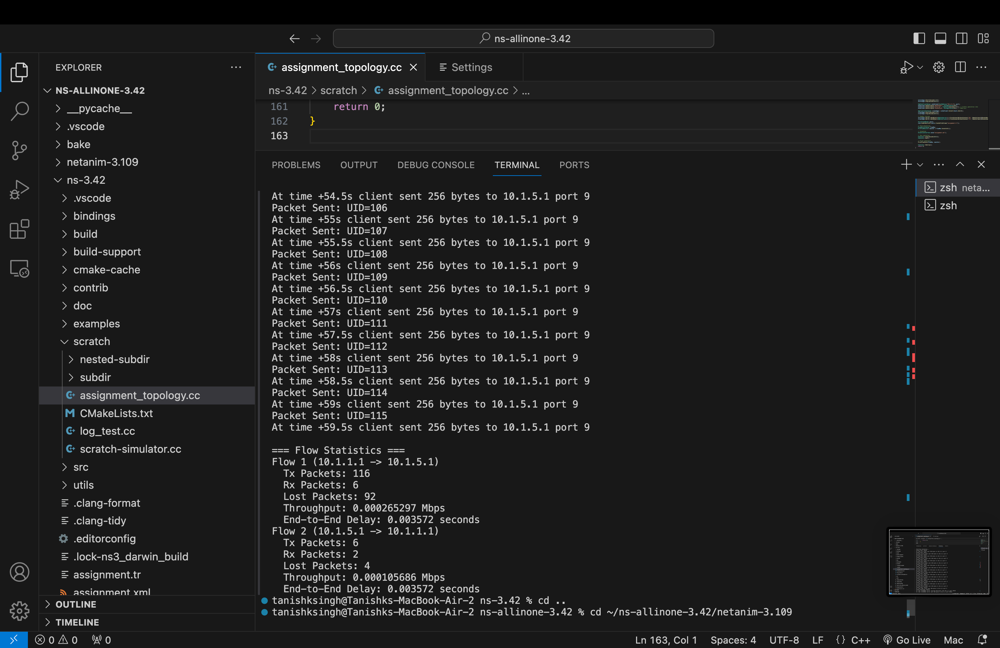 ns-allinone-3.42
EXPLORER
NS-ALLINONE-3.42
__pycache__
.vscode
bake
netanim-3.109
ns-3.42
.vscode
bindings
build
build-support
cmake-cache
contrib
doc
examples
scratch
nested-subdir
subdir
assignment_topology.cc
CMakeLists.txt
log_test.cc
scratch-simulator.cc
src
utils
.clang-format
.clang-tidy
.editorconfig
.lock-ns3_darwin_build
assignment.tr
assignment.xml
OUTLINE
TIMELINE
assignment_topology.cc
Settings
ns-3.42 > scratch > assignment_topology.cc > ...
161 return 0;
162 }
163
PROBLEMS OUTPUT DEBUG CONSOLE TERMINAL PORTS
At time +54.5s client sent 256 bytes to 10.1.5.1 port 9
Packet Sent: UID=106
At time +55s client sent 256 bytes to 10.1.5.1 port 9
Packet Sent: UID=107
At time +55.5s client sent 256 bytes to 10.1.5.1 port 9
Packet Sent: UID=108
At time +56s client sent 256 bytes to 10.1.5.1 port 9
Packet Sent: UID=109
At time +56.5s client sent 256 bytes to 10.1.5.1 port 9
Packet Sent: UID=110
At time +57s client sent 256 bytes to 10.1.5.1 port 9
Packet Sent: UID=111
At time +57.5s client sent 256 bytes to 10.1.5.1 port 9
Packet Sent: UID=112
At time +58s client sent 256 bytes to 10.1.5.1 port 9
Packet Sent: UID=113
At time +58.5s client sent 256 bytes to 10.1.5.1 port 9
Packet Sent: UID=114
At time +59s client sent 256 bytes to 10.1.5.1 port 9
Packet Sent: UID=115
At time +59.5s client sent 256 bytes to 10.1.5.1 port 9
=== Flow Statistics ===
Flow 1 (10.1.1.1 -> 10.1.5.1)
Tx Packets: 116
Rx Packets: 6
Lost Packets: 92
Throughput: 0.000265297 Mbps
End-to-End Delay: 0.003572 seconds
Flow 2 (10.1.5.1 -> 10.1.1.1)
Tx Packets: 6
Rx Packets: 2
Lost Packets: 4
Throughput: 0.000105686 Mbps
End-to-End Delay: 0.003572 seconds
tanishksingh@Tanishks-MacBook-Air-2 ns-3.42 % cd ..
tanishksingh@Tanishks-MacBook-Air-2 ns-allinone-3.42 % cd ~/ns-allinone-3.42/netanim-3.109
zsh neta...
zsh
0 0 0
Ln 163, Col 1 Spaces: 4 UTF-8 LF {} C++ Go Live Mac